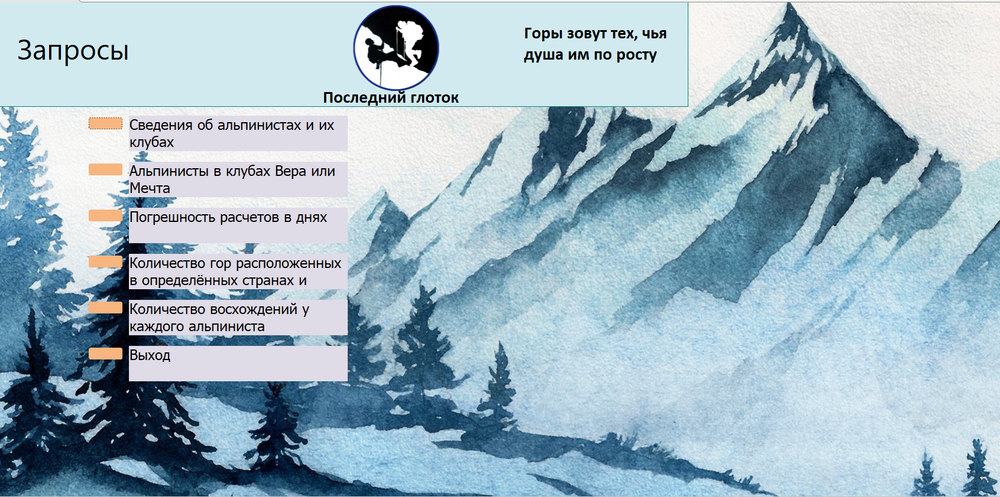 Запросы
Горы зовут тех, чья
душа им по росту
Последний глоток
Сведения об альпинистах и их
клубах
Альпинисты в клубах Вера или
Мечта
Погрешность расчетов в днях
Количество гор расположенных
в определённых странах и
Количество восхождений у
каждого альпиниста
Выход